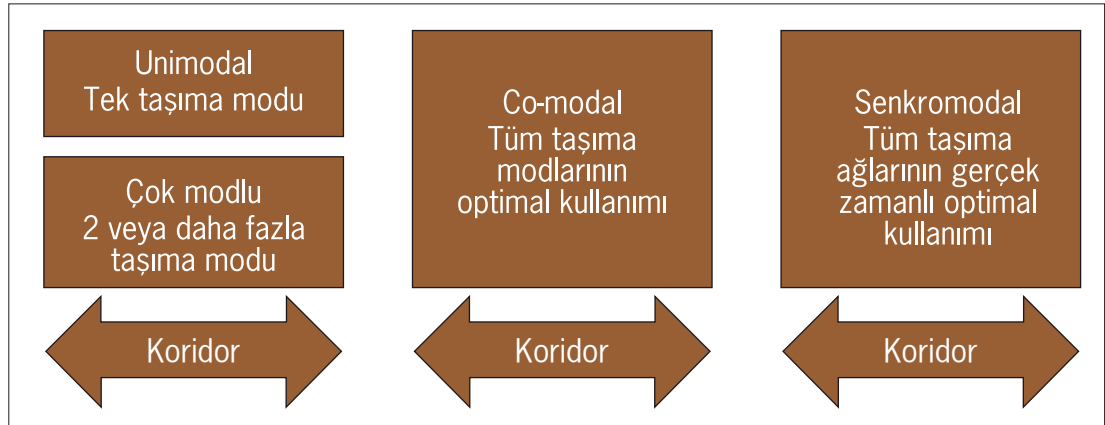 Unimodal
Tek taşıma modu
Çok modlu
2 veya daha fazla
taşıma modu
Koridor
Co-modal
Tüm taşıma
modlarının
optimal kullanımı
Koridor
Senkromodal
Tüm taşıma
ağlarının gerçek
zamanlı optimal
kullanımı
Koridor